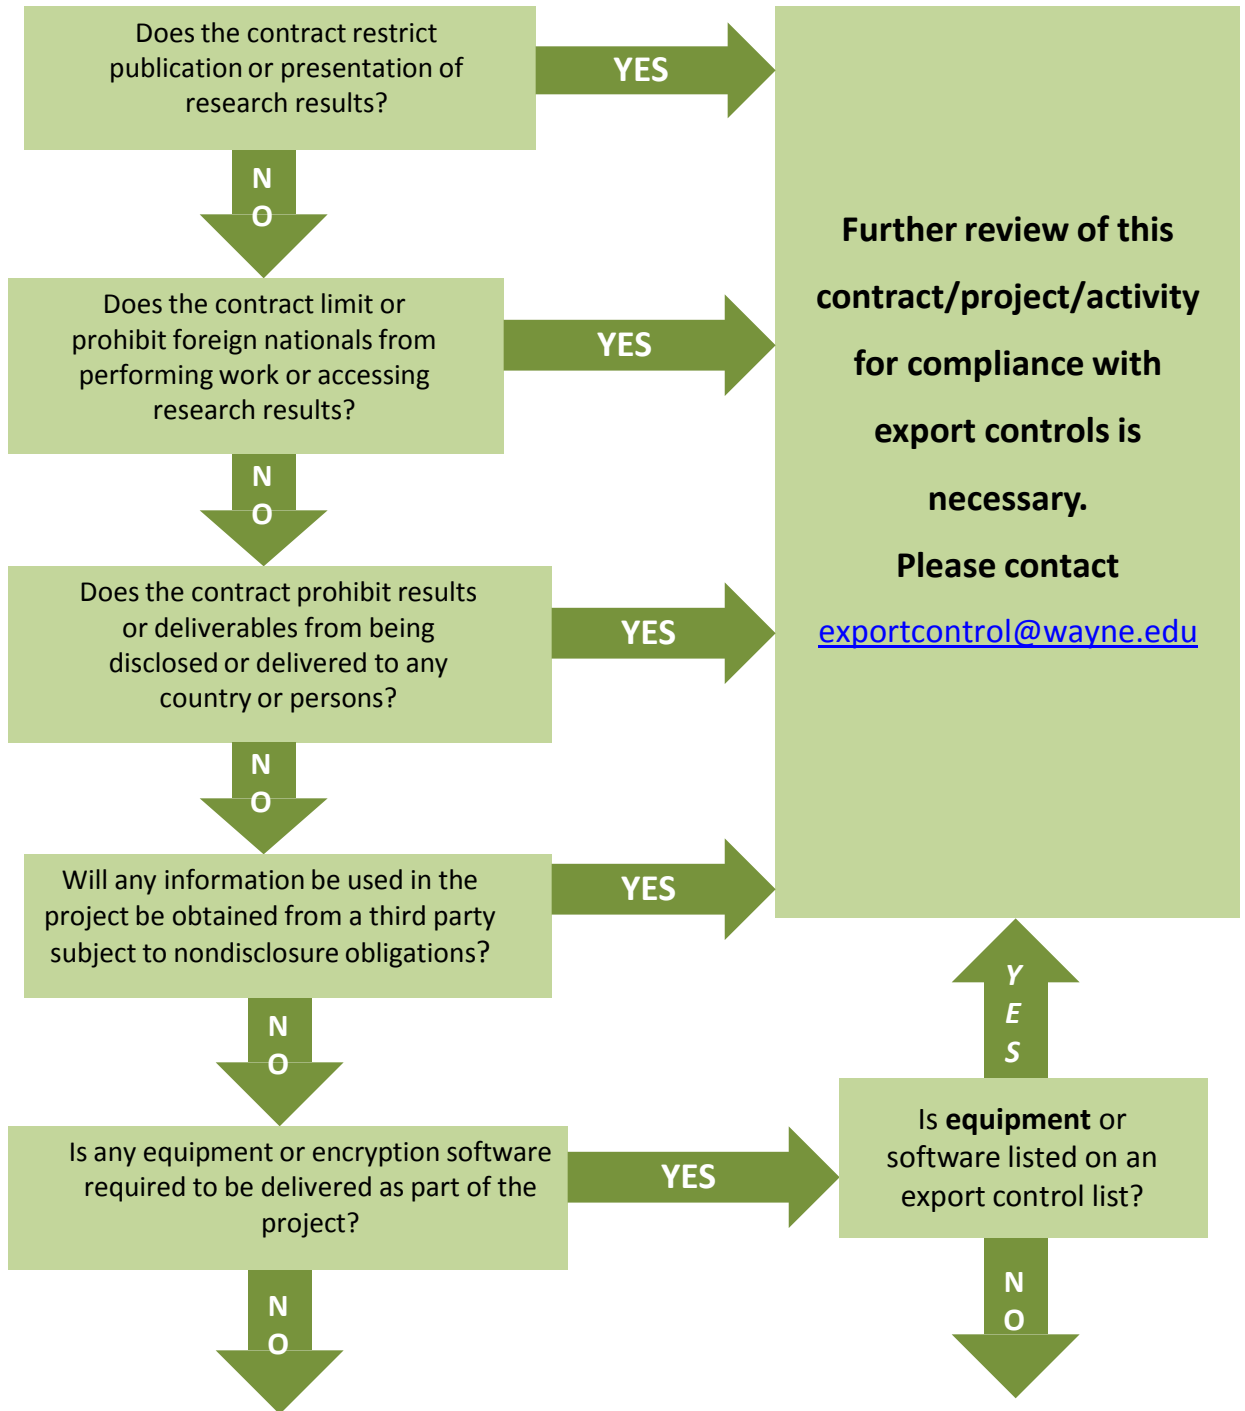 Does the contract restrict
publication or presentation of
research results?
YES
N
O
Does the contract limit or
prohibit foreign nationals from
performing work or accessing
research results?
YES
N
O
Does the contract prohibit results
or deliverables from being
disclosed or delivered to any
country or persons?
YES
N
O
Will any information be used in the
project be obtained from a third party
subject to nondisclosure obligations?
YES
N
O
Is any equipment or encryption software
required to be delivered as part of the
project?
YES
N
O
Further review of this
contract/project/activity
for compliance with
export controls is
necessary.
Please contact
exportcontrol@wayne.edu
Y
E
S
Is equipment or
software listed on an
export control list?
N
O